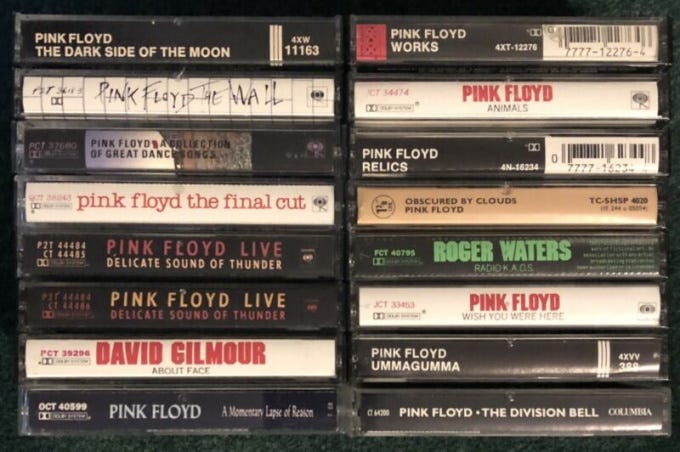 PINK FLOYD
THE DARK SIDE OF THE MOON
4XW
11163
PINK FLOYD THE WALL
PCT 37680
PINK FLOYD A COLLECTION
OF GREAT DANCE SONGS
pink floyd the final cut
P2T 44484
CT 44485
PINK FLOYD LIVE
DELICATE SOUND OF THUNDER
P2T 44484
CT 44486
PINK FLOYD LIVE
DELICATE SOUND OF THUNDER
PCT 39296
DAVID GILMOUR
ABOUT FACE
OCT 40599
PINK FLOYD
A Momentary Lapse of Reason
PINK FLOYD
WORKS
4XT-12276
7777-12276-4
JCT 34474
PINK FLOYD
ANIMALS
PINK FLOYD
RELICS
4N-16234
0
7777-16234
OBSCURED BY CLOUDS
PINK FLOYD
TC-SHSP 4020
FCT 40795
ROGER WATERS
RADIO K.A.O.S.
JCT 33453
PINK FLOYD
WISH YOU WERE HERE
PINK FLOYD
UMMAGUMMA
4XVV
388
CT 64200
PINK FLOYD • THE DIVISION BELL
COLUMBIA